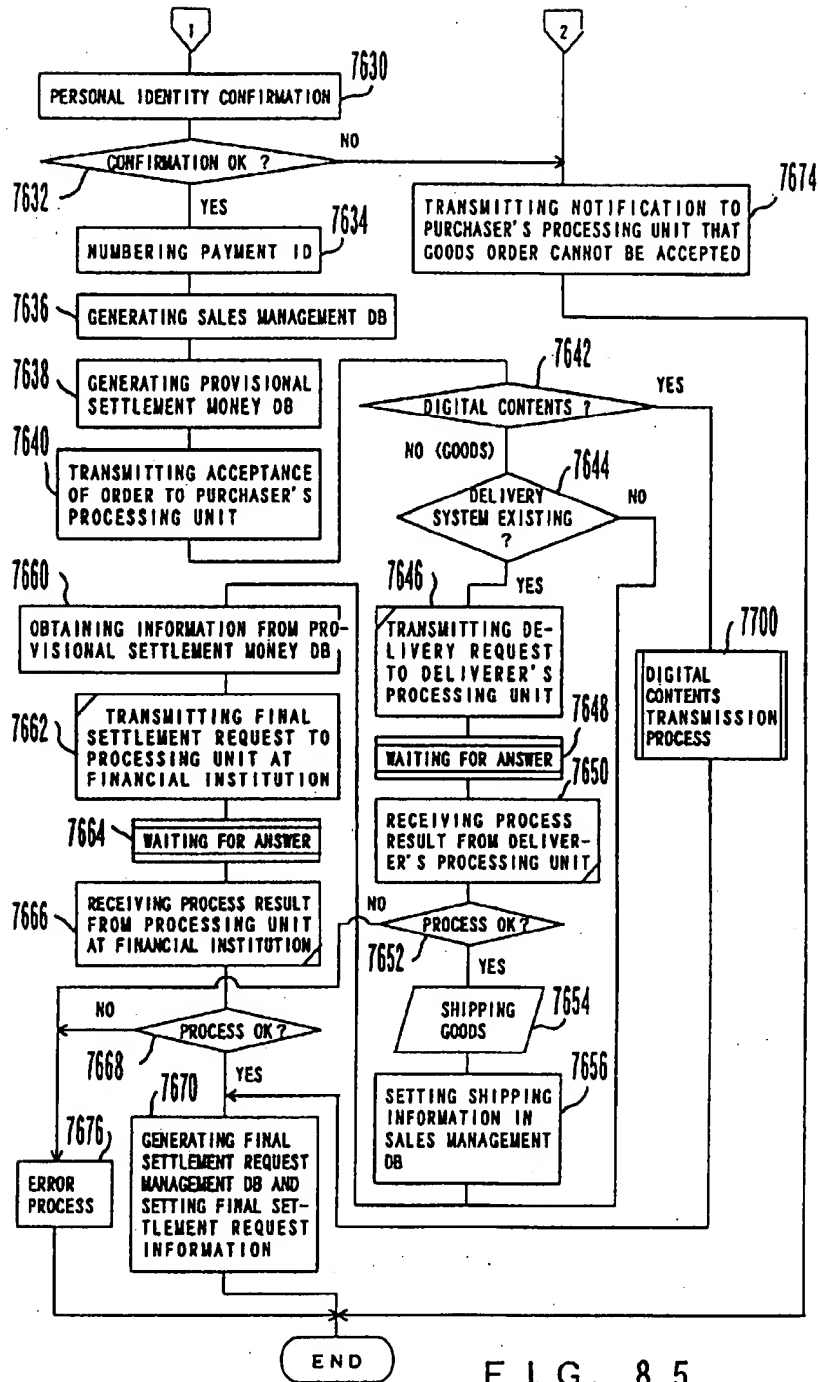 1
2
7630
PERSONAL IDENTITY CONFIRMATION
NO
CONFIRMATION OK ?
7632
YES
7634
NUMBERING PAYMENT ID
7674
TRANSMITTING NOTIFICATION TO
PURCHASER'S PROCESSING UNIT THAT
GOODS ORDER CANNOT BE ACCEPTED
7636
GENERATING SALES MANAGEMENT DB
7638
GENERATING PROVISIONAL
SETTLEMENT MONEY DB
7640
TRANSMITTING ACCEPTANCE
OF ORDER TO PURCHASER'S
PROCESSING UNIT
7642
YES
DIGITAL CONTENTS ?
NO (GOODS)
7644
DELIVERY
SYSTEM EXISTING
?
NO
YES
7646
TRANSMITTING DE-
LIVERY REQUEST
TO DELIVERER'S
PROCESSING UNIT
7648
WAITING FOR ANSWER
7650
RECEIVING PROCESS
RESULT FROM DELIVER-
ER'S PROCESSING UNIT
NO
PROCESS OK?
7652
YES
SHIPPING
GOODS
7654
7656
SETTING SHIPPING
INFORMATION IN
SALES MANAGEMENT
DB
7700
DIGITAL
CONTENTS
TRANSMISSION
PROCESS
7660
OBTAINING INFORMATION FROM PRO-
VISIONAL SETTLEMENT MONEY DB
7662
TRANSMITTING FINAL
SETTLEMENT REQUEST TO
PROCESSING UNIT AT
FINANCIAL INSTITUTION
7664
WAITING FOR ANSWER
7666
RECEIVING PROCESS RESULT
FROM PROCESSING UNIT
AT FINANCIAL INSTITUTION
NO
PROCESS OK?
7668
YES
7670
GENERATING FINAL
SETTLEMENT REQUEST
MANAGEMENT DB AND
SETTING FINAL SET-
TLEMENT REQUEST
INFORMATION
7676
ERROR
PROCESS
END
FIG. 85